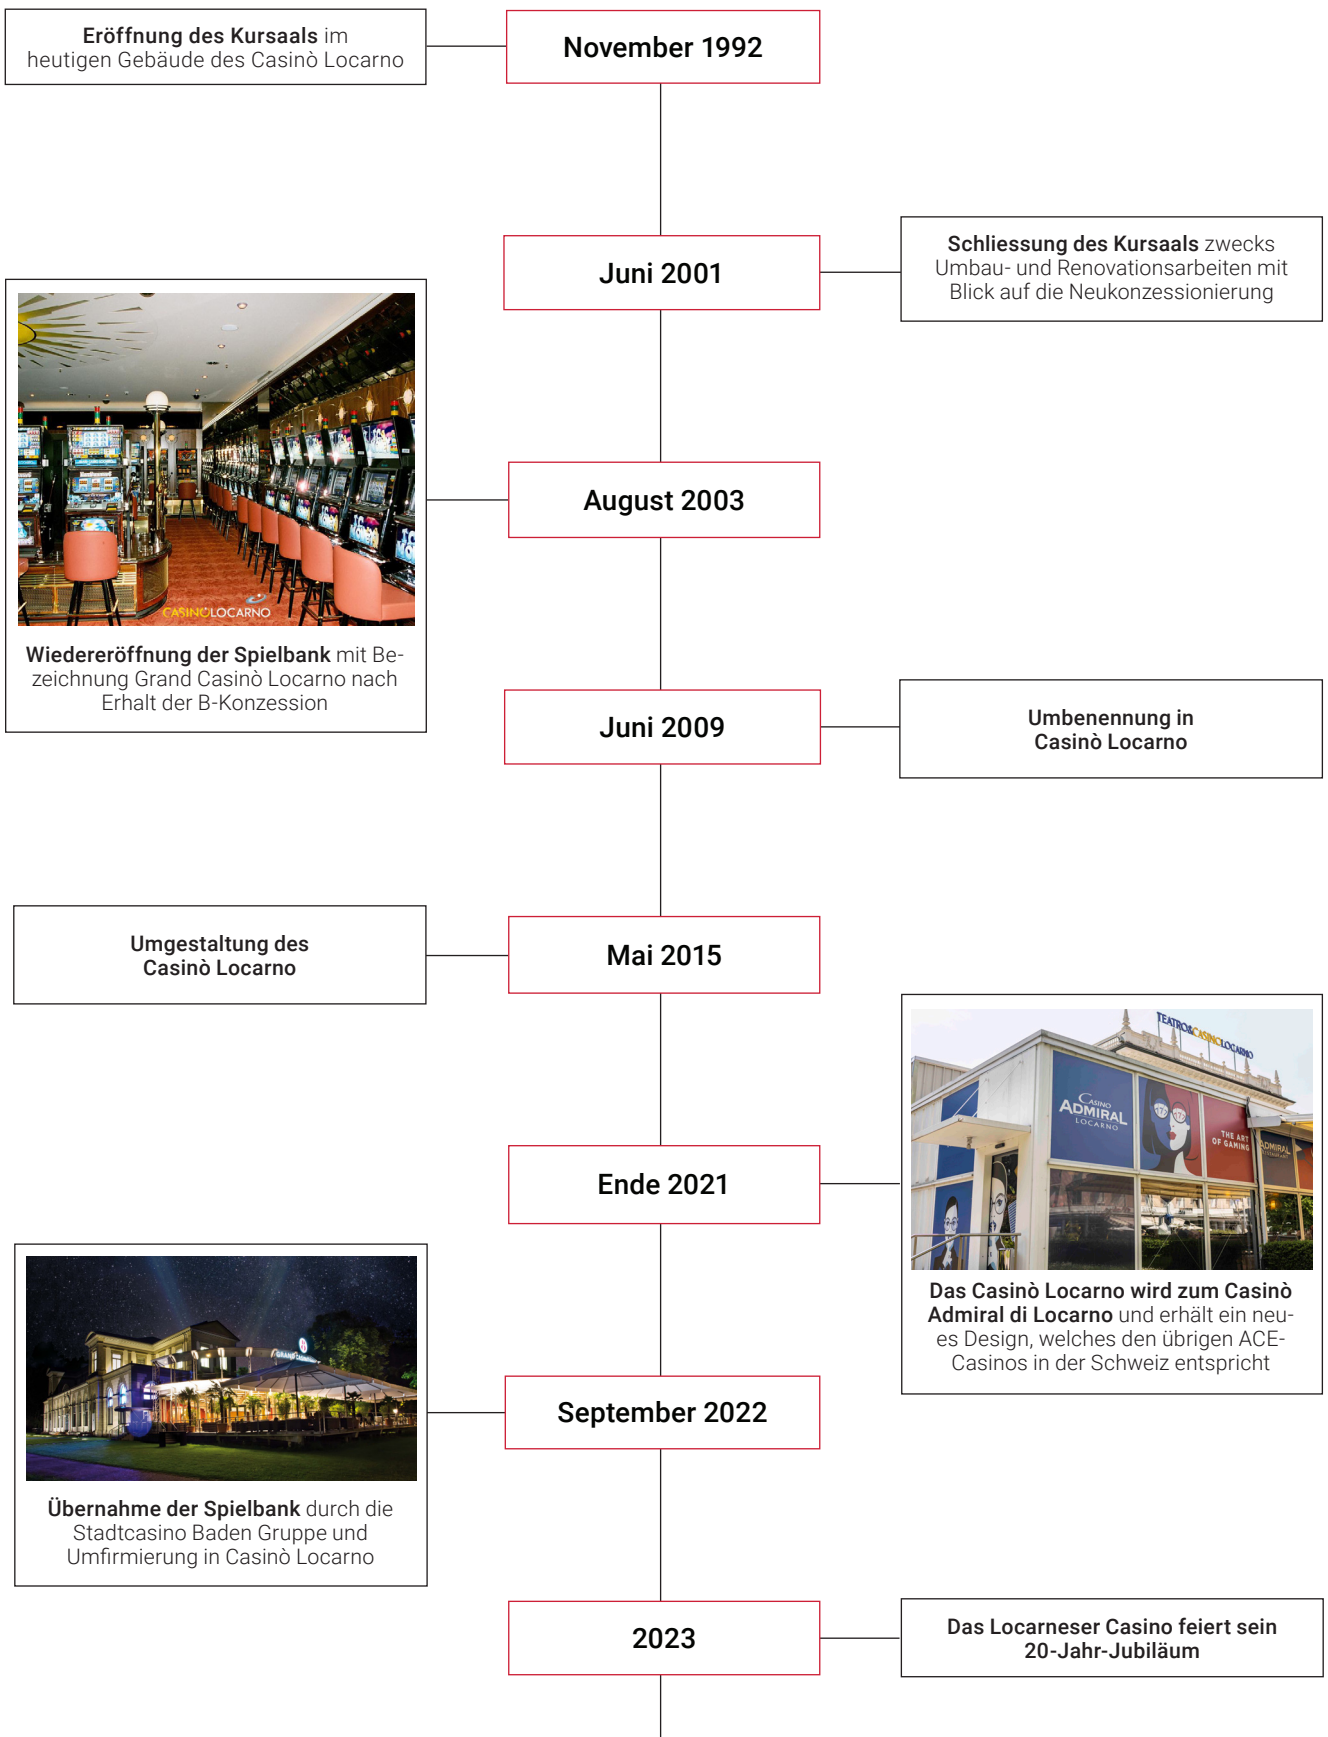 Eröffnung des Kursaals im
heutigen Gebäude des Casinò Locarno
November 1992
Juni 2001
Schliessung des Kursaals zwecks
Umbau- und Renovationsarbeiten mit
Blick auf die Neukonzessionierung
CASINÒLOCARNO
August 2003
Wiedereröffnung der Spielbank mit Be-
zeichnung Grand Casinò Locarno nach
Erhalt der B-Konzession
Juni 2009
Umbenennung in
Casinò Locarno
Umgestaltung des
Casinò Locarno
Mai 2015
TEATRO&CASINÒLOCARNO
CASINO
ADMIRAL
LOCARNO
THE ART
OF GAMING
ADMIRAL
Ende 2021
Das Casinò Locarno wird zum Casinò
Admiral di Locarno und erhält ein neu-
es Design, welches den übrigen ACE-
Casinos in der Schweiz entspricht
GRAND CASINO
September 2022
Übernahme der Spielbank durch die
Stadtcasino Baden Gruppe und
Umfirmierung in Casinò Locarno
2023
Das Locarneser Casino feiert sein
20-Jahr-Jubiläum